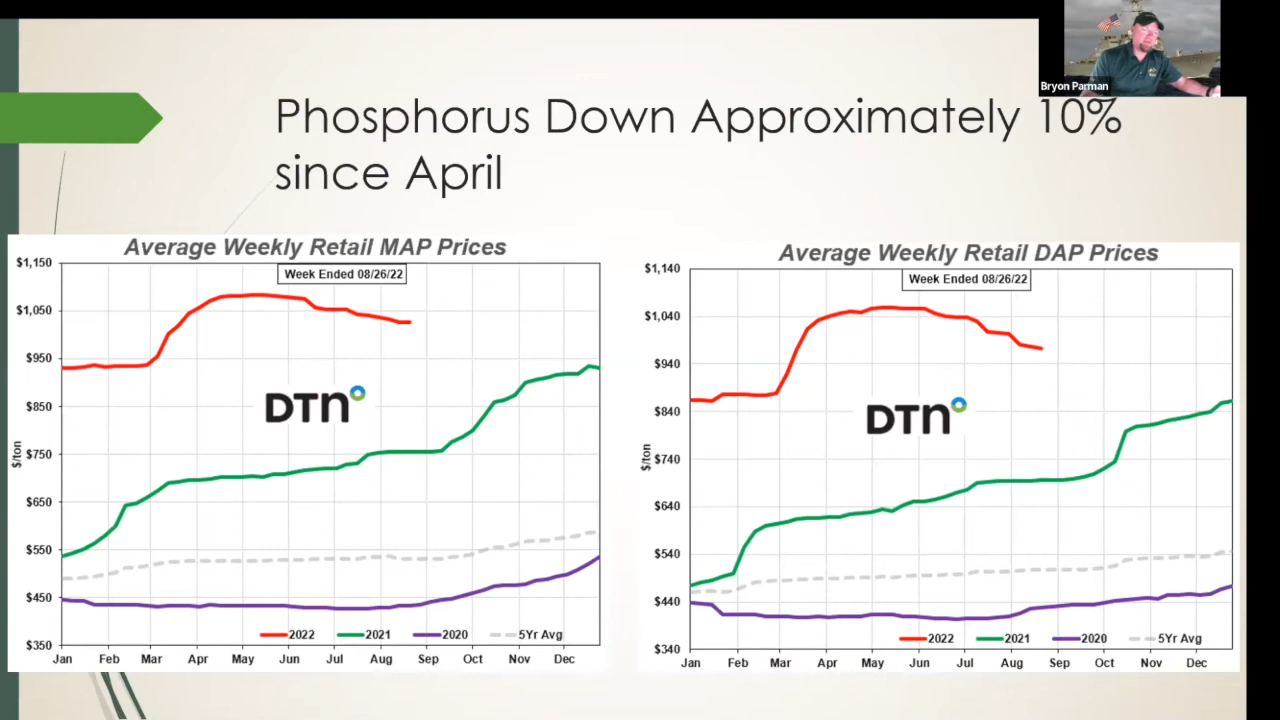 Bryon Parman
Phosphorus Down Approximately 10%
since April
Average Weekly Retail MAP Prices
Week Ended 08/26/22
$1,150
$1,050
$950
$850
$750
$650
$550
$450
$350
$/ton
DTN
2022
2021
2020
5Yr Avg
Jan Feb Mar Apr May Jun Jul Aug Sep Oct Nov Dec
Average Weekly Retail DAP Prices
Week Ended 08/26/22
$1,140
$1,040
$940
$840
$740
$640
$540
$440
$340
$/ton
DTN
2022
2021
2020
5Yr Avg
Jan Feb Mar Apr May Jun Jul Aug Sep Oct Nov Dec